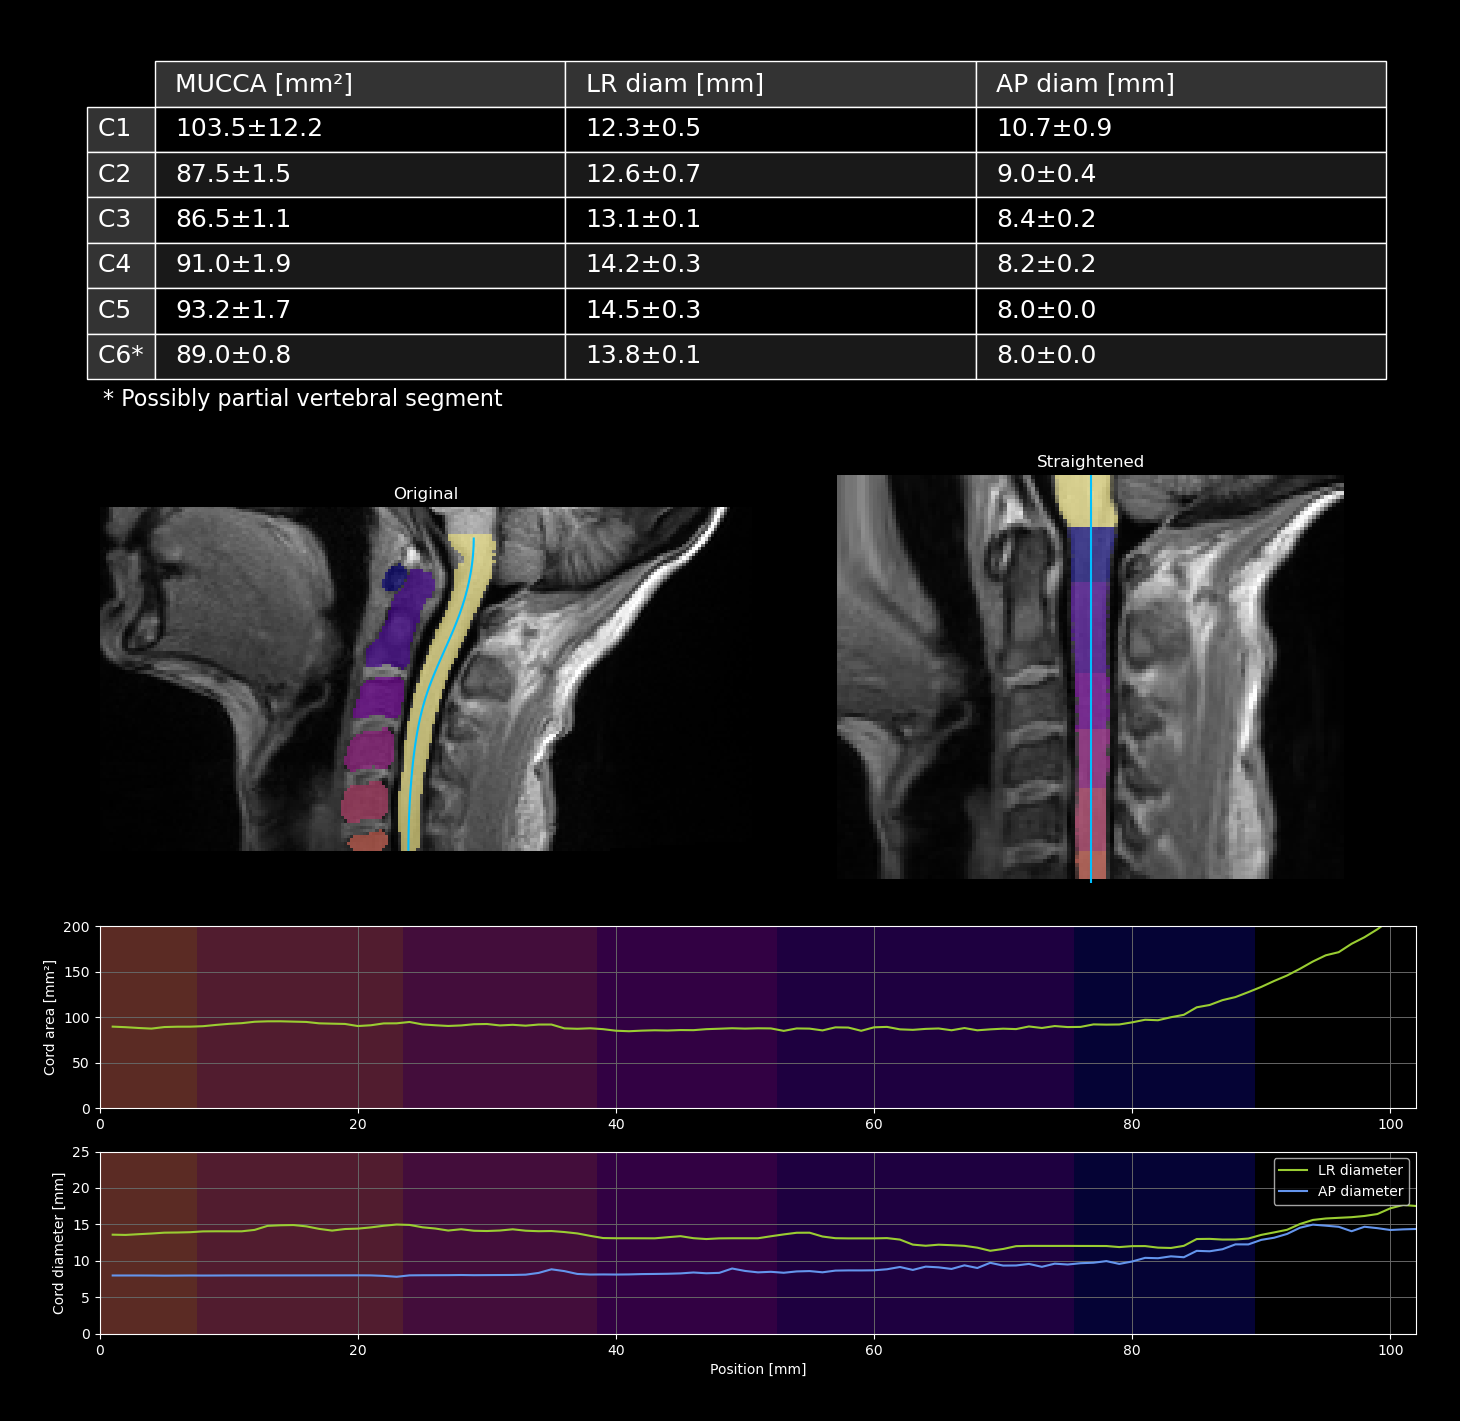 MUCCA [mm²] LR diam [mm] AP diam [mm]
C1 103.5±12.2 12.3±0.5 10.7±0.9
C2 87.5±1.5 12.6±0.7 9.0±0.4
C3 86.5±1.1 13.1±0.1 8.4±0.2
C4 91.0±1.9 14.2±0.3 8.2±0.2
C5 93.2±1.7 14.5±0.3 8.0±0.0
C6* 89.0±0.8 13.8±0.1 8.0±0.0
* Possibly partial vertebral segment
Original
Straightened
Cord area [mm²]
200
150
100
50
0
0 20 40 60 80 100
Cord diameter [mm]
25
20
15
10
5
0
LR diameter
AP diameter
0 20 40 60 80 100
Position [mm]